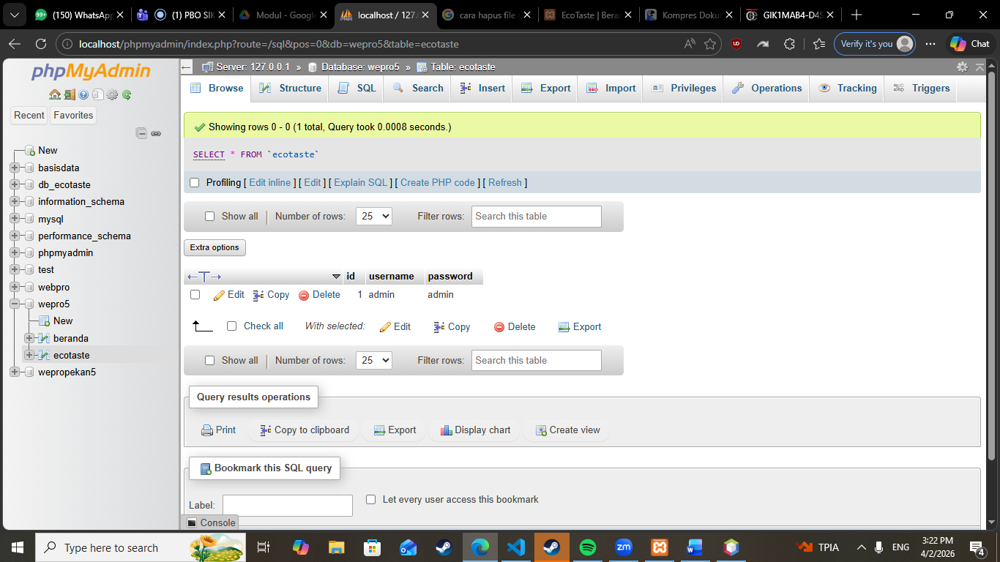 (150) WhatsApp
(1) PBO SIK
Modul - Google
localhost / 127.
cara hapus file
EcoTaste | Bera
Kompres Doku
GIK1MAB4-D4S
localhost/phpmyadmin/index.php?route=/sql&pos=0&db=wepro5&table=ecotaste
Verify it's you
Chat
phpMyAdmin
Recent
Favorites
New
basisdata
db_ecotaste
information_schema
mysql
performance_schema
phpmyadmin
test
webpro
wepro5
New
beranda
ecotaste
wepropekan5
Server: 127.0.0.1 » Database: wepro5 » Table: ecotaste
Browse Structure SQL Search Insert Export Import Privileges Operations Tracking Triggers
Showing rows 0 - 0 (1 total, Query took 0.0008 seconds.)
SELECT * FROM `ecotaste`
Profiling [ Edit inline ] [ Edit ] [ Explain SQL ] [ Create PHP code ] [ Refresh ]
Show all | Number of rows: 25 Filter rows: Search this table
Extra options
id username password
Edit Copy Delete 1 admin admin
Check all With selected: Edit Copy Delete Export
Show all | Number of rows: 25 Filter rows: Search this table
Query results operations
Print Copy to clipboard Export Display chart Create view
Bookmark this SQL query
Label: Let every user access this bookmark
Console
Type here to search
TPIA
ENG
3:22 PM
4/2/2026
4